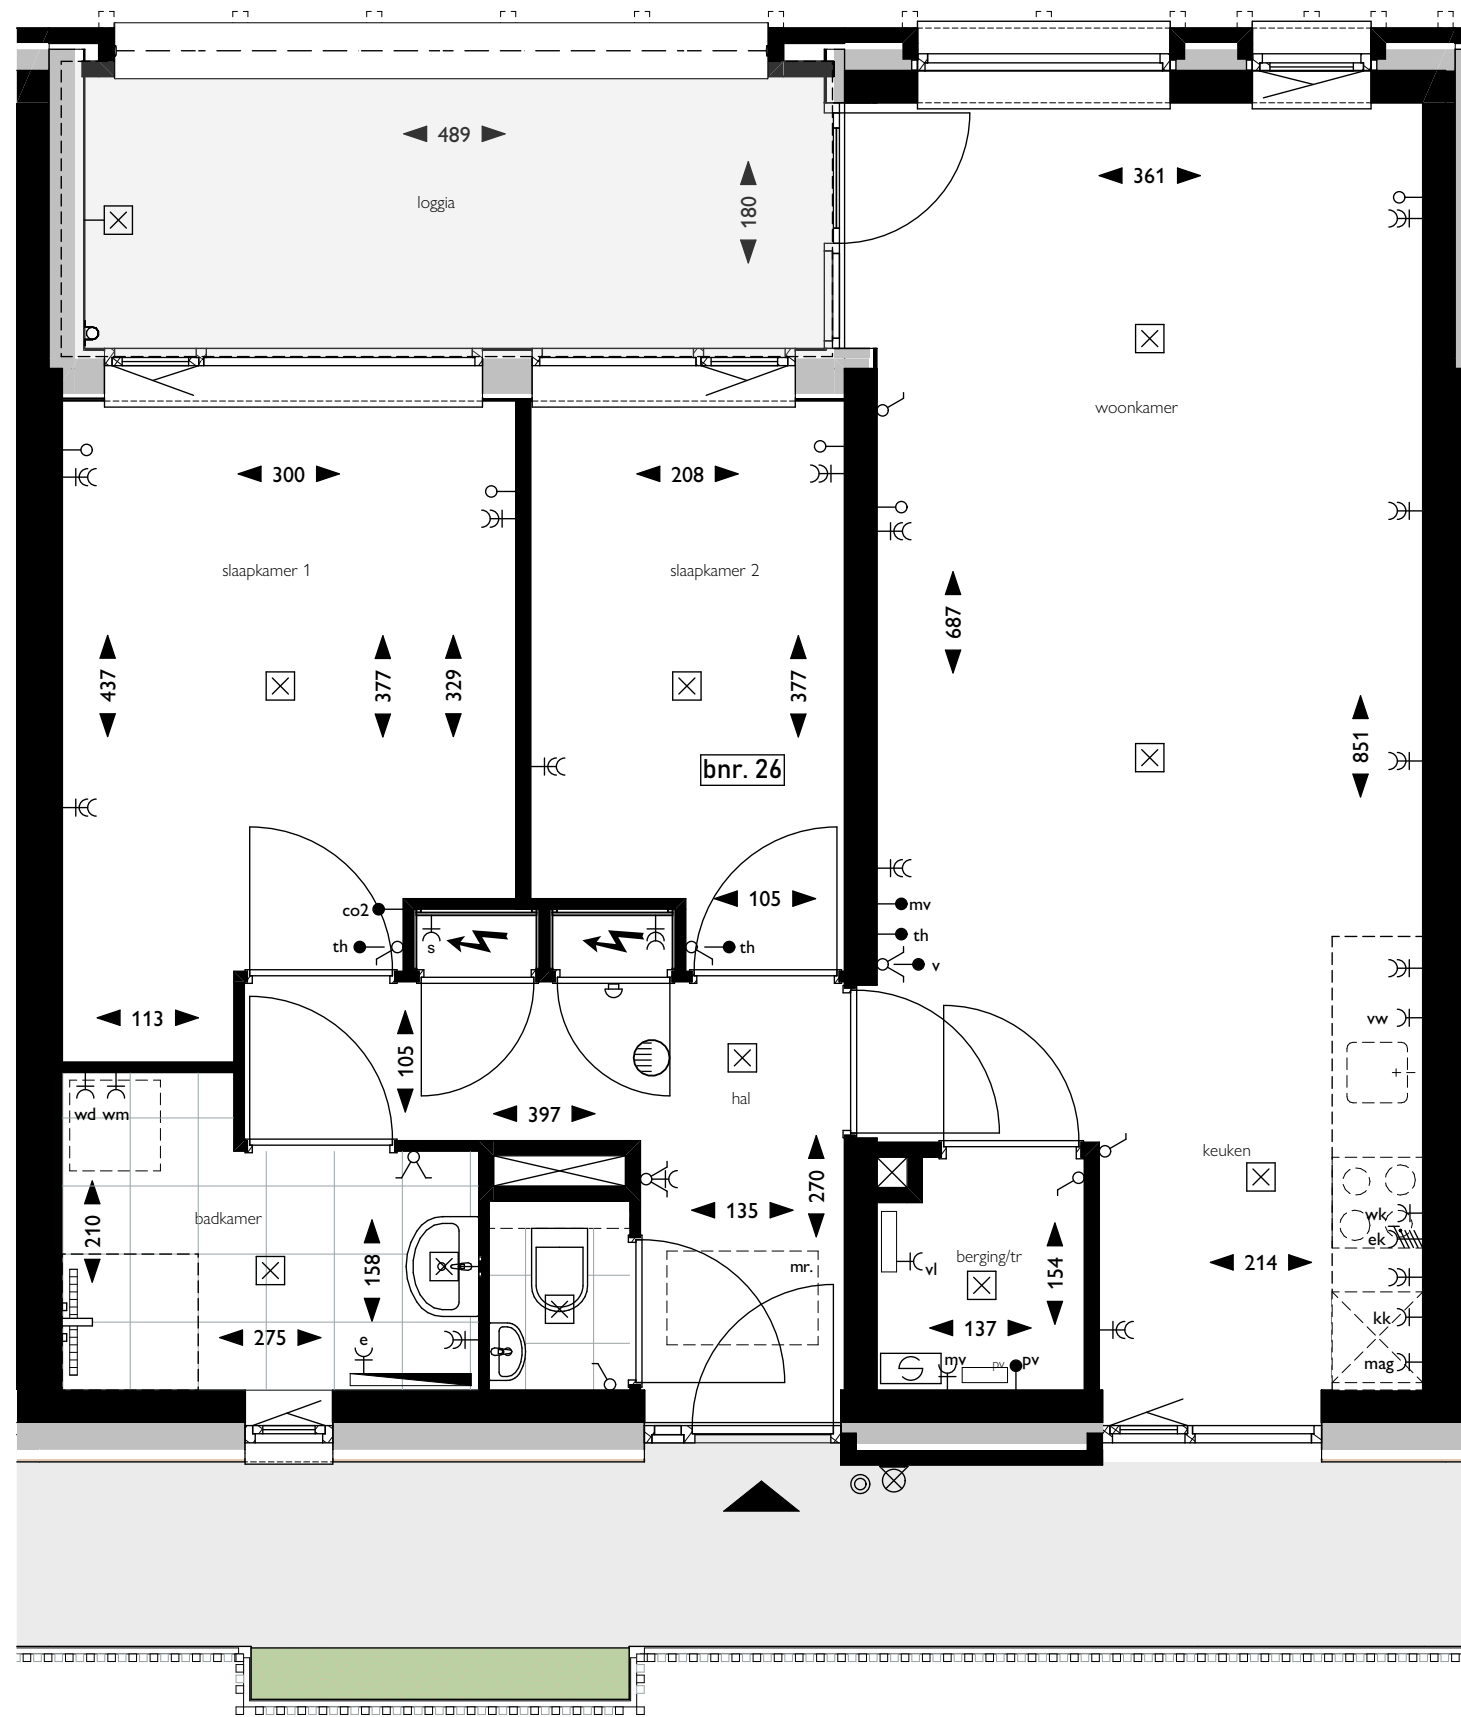 489
180
loggia
361
woonkamer
300
208
slaapkamer 1
slaapkamer 2
687
437
377
329
377
851
bnr. 26
105
co2
th
s
th
mv
th
v
113
105
vw
wd wm
397
hal
keuken
270
135
210
badkamer
158
wk
ek
mr.
vl
berging/tr
154
214
275
e
137
kk
mv
pv
pv
mag